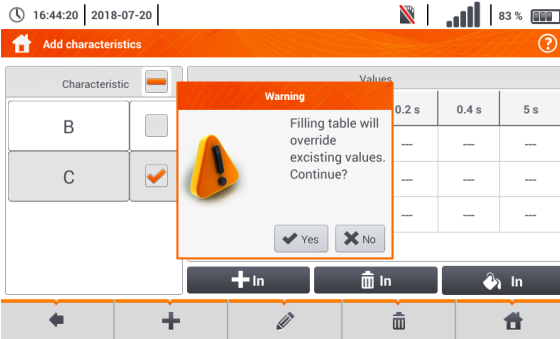 16:44:20 2018-07-20 83 %
Add characteristics ?
Characteristic Values
0.2 s 0.4 s 5 s
B --- --- ---
C --- --- ---
--- --- ---
Warning
Filling table will
override
excisting values.
Continue?
Yes No
In In In